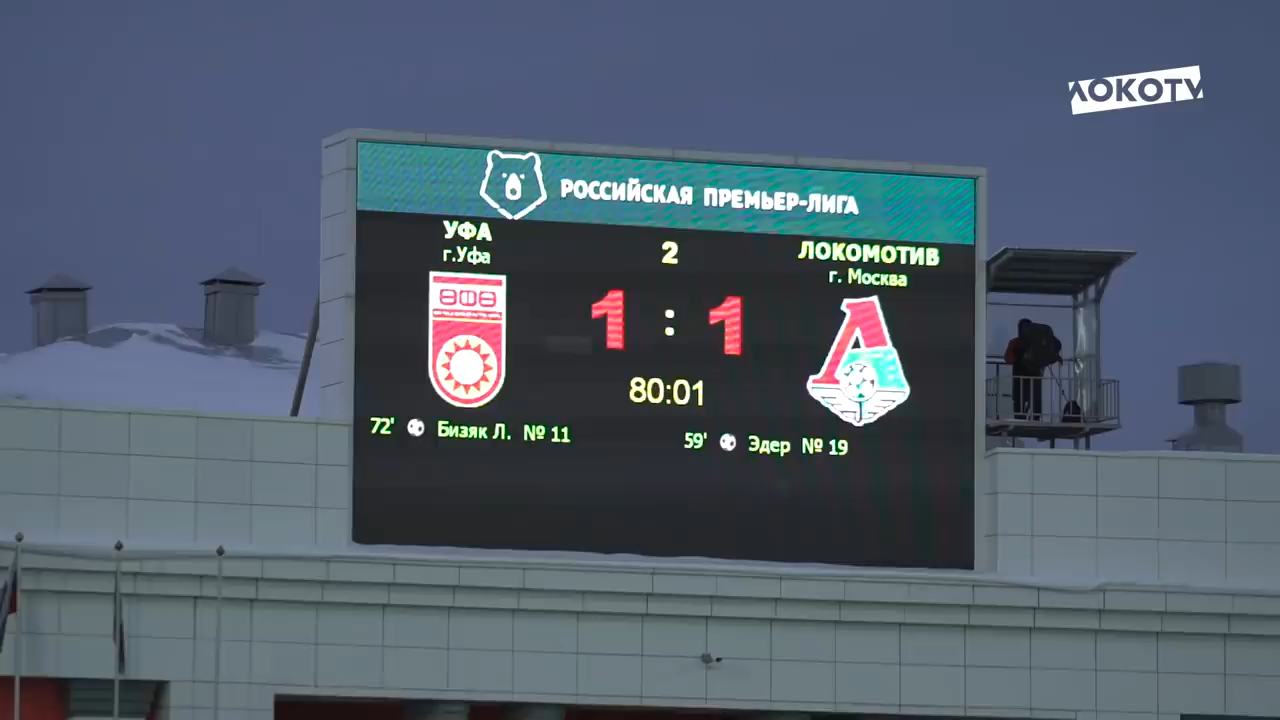 ЛОКОTV
РОССИЙСКАЯ ПРЕМЬЕР-ЛИГА
УФА
г.Уфа
2
ЛОКОМОТИВ
г. Москва
УФА
1 : 1
80:01
72' Бизяк Л. № 11
59' Эдер № 19